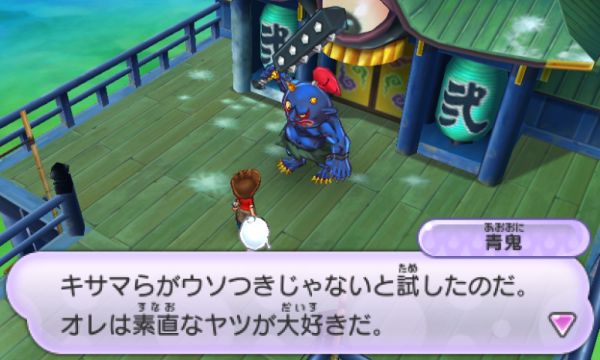 弐
弐
青鬼
あおおに
キサマらがウソつきじゃないと試したのだ。
ため
オレは素直なヤツが大好きだ。
すなお
だいす